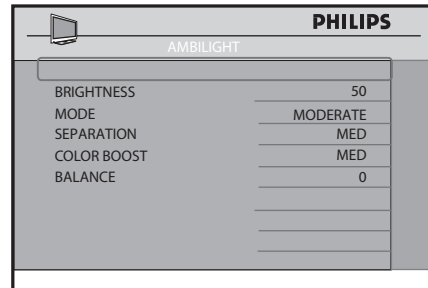 PHILIPS
AMBILIGHT
BRIGHTNESS 50
MODE MODERATE
SEPARATION MED
COLOR BOOST MED
BALANCE 0